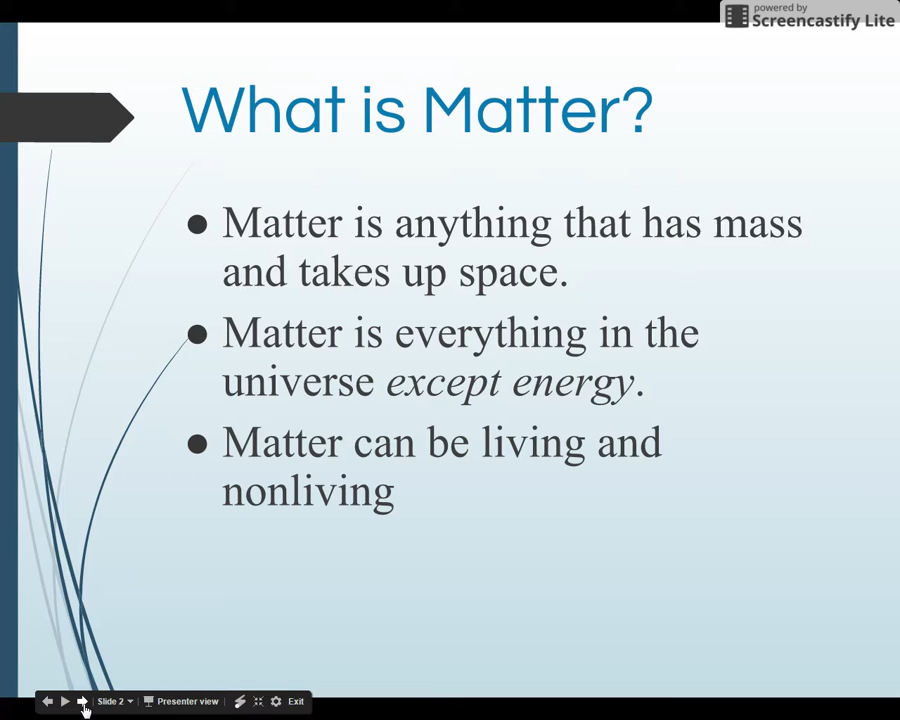 powered by
Screencastify Lite
What is Matter?
● Matter is anything that has mass
and takes up space.
● Matter is everything in the
universe except energy.
● Matter can be living and
nonliving
Slide 2 Presenter view Exit